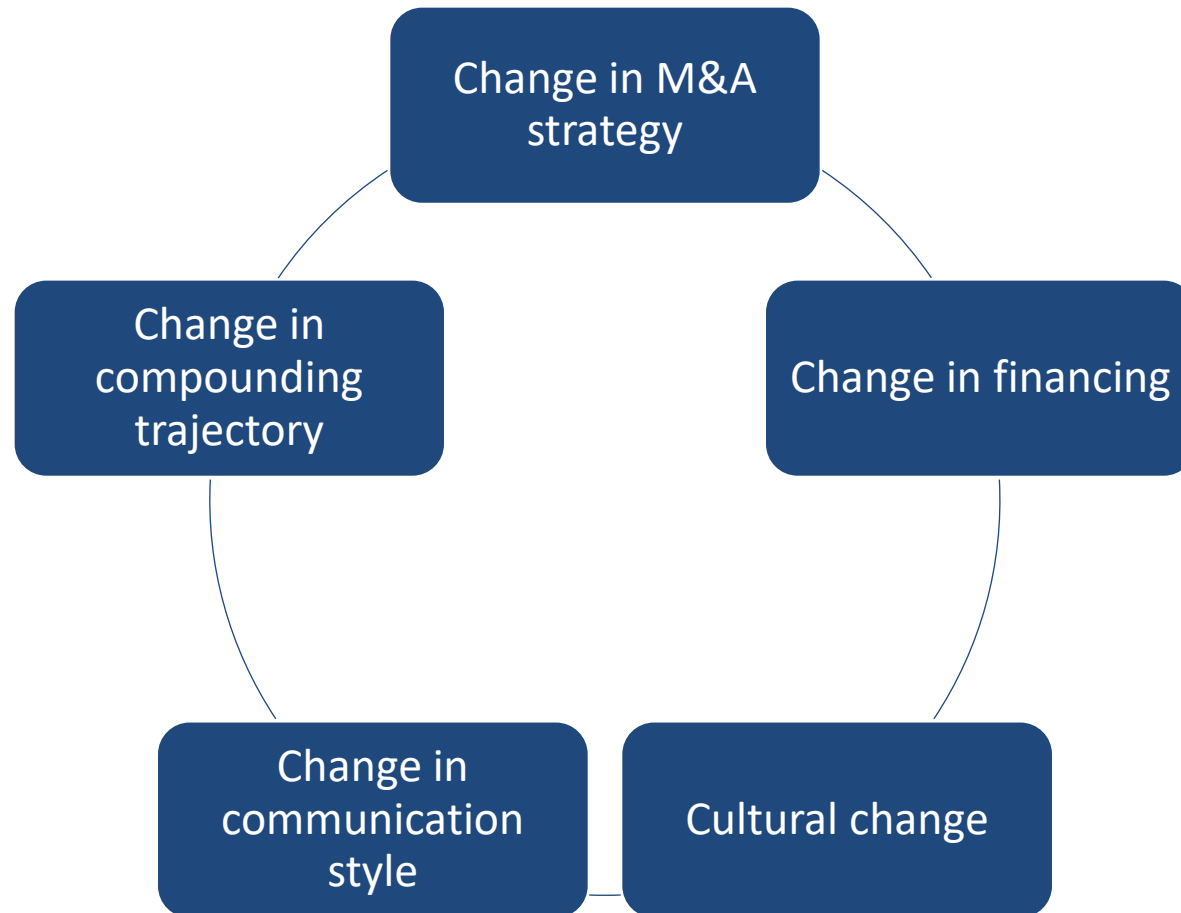 Change in M&A
strategy
Change in financing
Cultural change
Change in
communication
style
Change in
compounding
trajectory